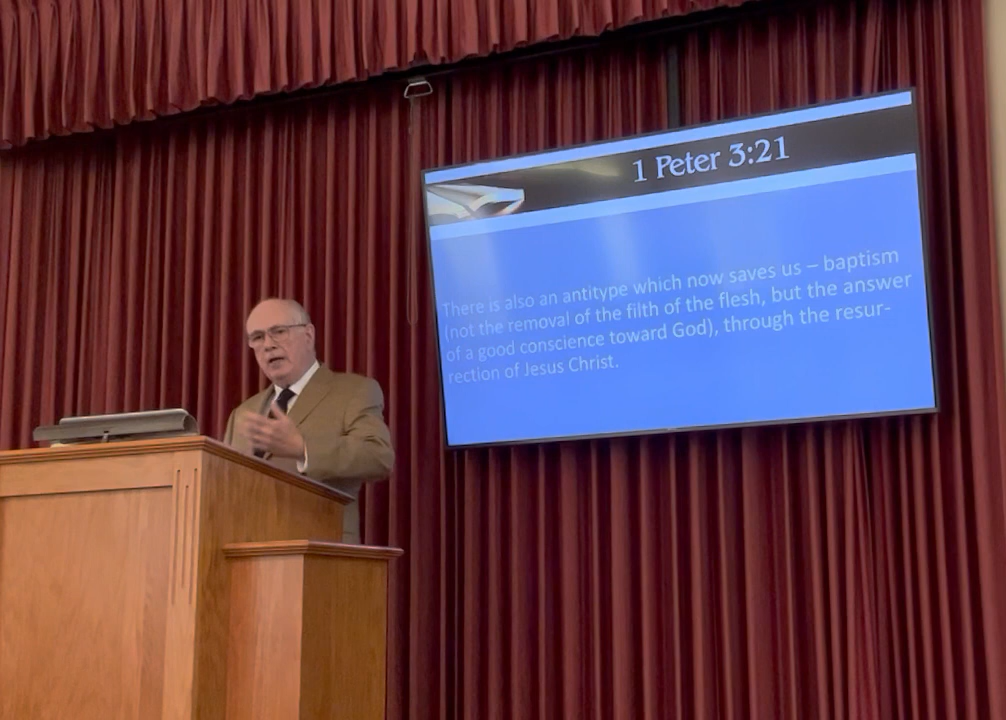 1 Peter 3:21
There is also an antitype which now saves us – baptism
(not the removal of the filth of the flesh, but the answer
of a good conscience toward God), through the resur-
rection of Jesus Christ.